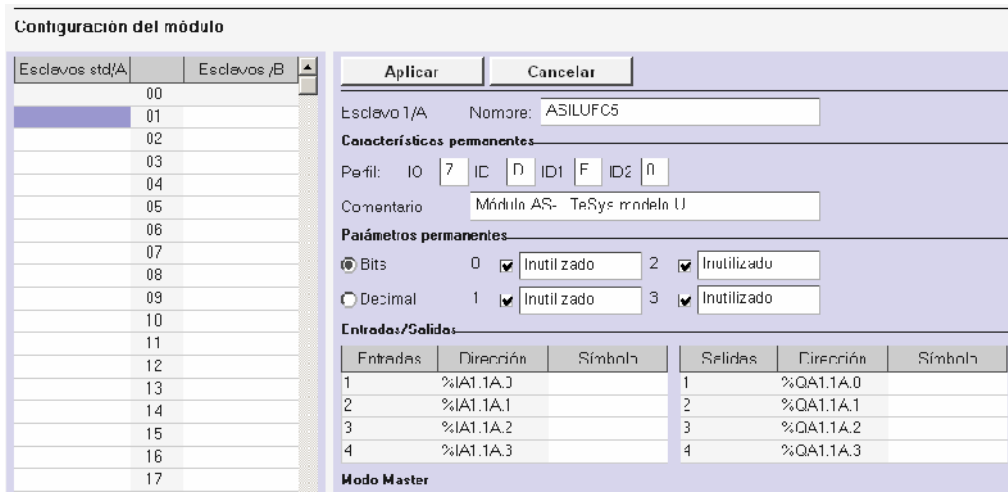 Configuración del módulo
Esclavos std/A Esclavos /B
00
01
02
03
04
05
06
07
08
09
10
11
12
13
14
15
16
17
Aplicar Cancelar
Esclavo 1/A Nombre: ASILUFC5
Características permanentes
Perfil: IO 7 ID D ID1 F ID2 0
Comentario Módulo AS- TeSys modelo U
Parámetros permanentes
Bits 0 Inutilizado 2 Inutilizado
Decimal 1 Inutilizado 3 Inutilizado
Entradas/Salidas
Entradas Dirección Símbolo Salidas Dirección Símbolo
1 %IA1.1A.0 1 %QA1.1A.0
2 %IA1.1A.1 2 %QA1.1A.1
3 %IA1.1A.2 3 %QA1.1A.2
4 %IA1.1A.3 4 %QA1.1A.3
Modo Master